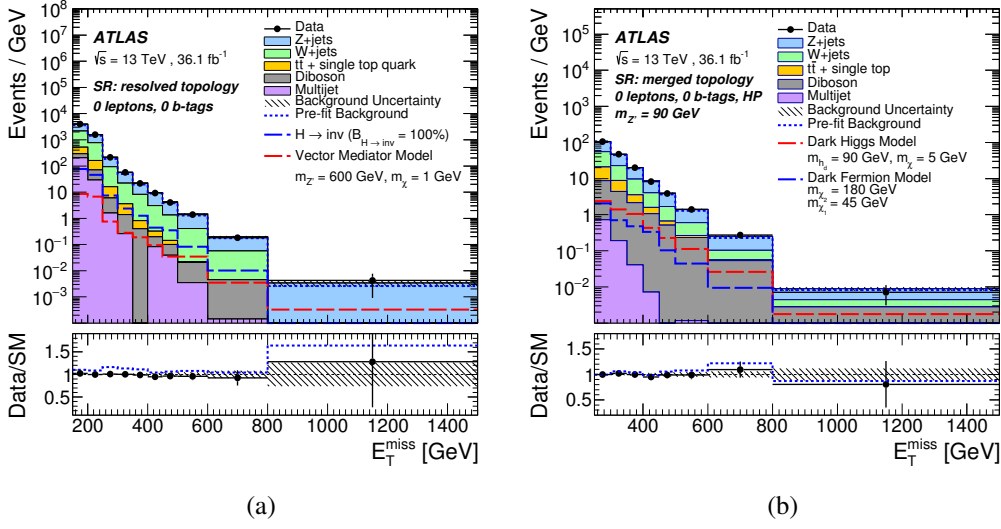 Events / GeV
10⁸
10⁷
10⁶
10⁵
10⁴
10³
10²
10
1
10⁻¹
10⁻²
10⁻³
ATLAS
√s = 13 TeV , 36.1 fb⁻¹
SR: resolved topology
0 leptons, 0 b-tags
Data
Z+jets
W+jets
tt̄ + single top quark
Diboson
Multijet
Background Uncertainty
Pre-fit Background
H → inv (B_H → inv = 100%)
Vector Mediator Model
m_Z' = 600 GeV, m_χ = 1 GeV
Data/SM
1.5
1
0.5
200 400 600 800 1000 1200 1400
E_T^miss [GeV]
(a)
Events / GeV
10⁶
10⁵
10⁴
10³
10²
10
1
10⁻¹
10⁻²
ATLAS
√s = 13 TeV , 36.1 fb⁻¹
SR: merged topology
0 leptons, 0 b-tags, HP
m_Z' = 90 GeV
Data
Z+jets
W+jets
tt̄ + single top
Diboson
Multijet
Background Uncertainty
Pre-fit Background
Dark Higgs Model
m_h_d = 90 GeV, m_χ = 5 GeV
Dark Fermion Model
m_χ₂ = 180 GeV
m_χ₁ = 45 GeV
Data/SM
1.5
1
0.5
400 600 800 1000 1200 1400
E_T^miss [GeV]
(b)